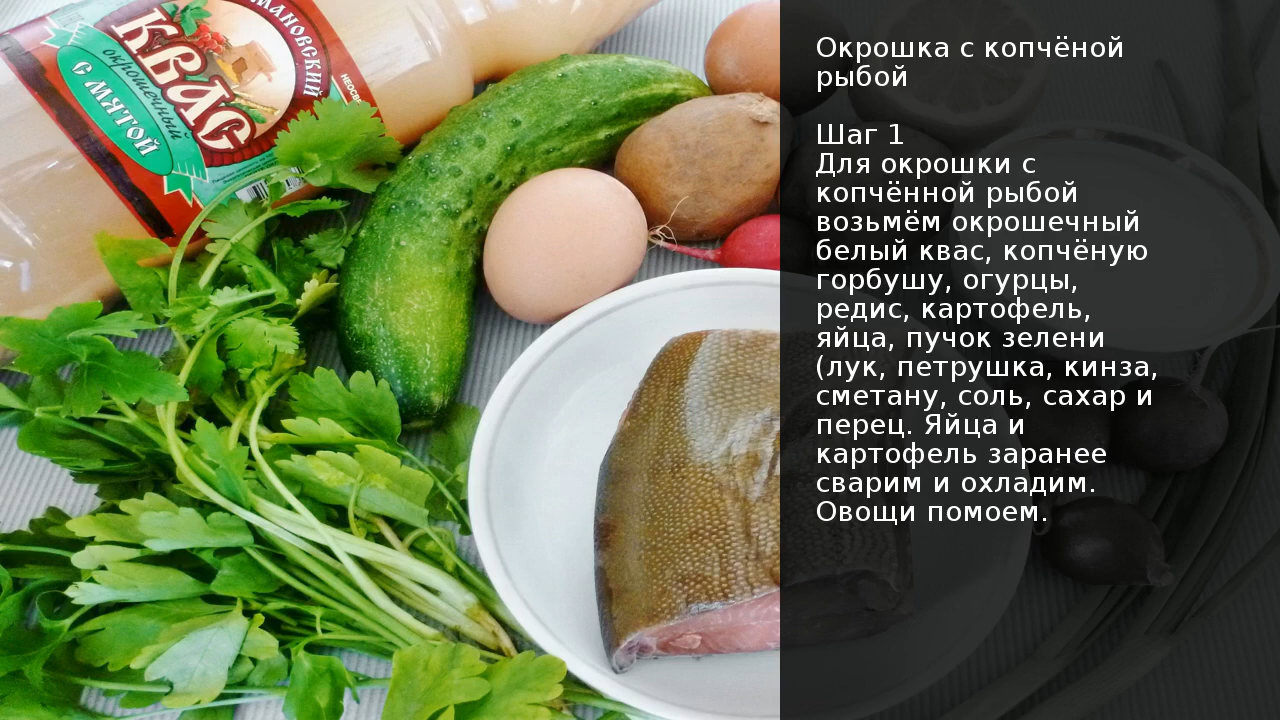 МАНОВСКИЙ
КВАС
окрошечный
С МЯТОЙ
Окрошка с копчёной
рыбой
Шаг 1
Для окрошки с
копчённой рыбой
возьмём окрошечный
белый квас, копчёную
горбушу, огурцы,
редис, картофель,
яйца, пучок зелени
(лук, петрушка, кинза,
сметану, соль, сахар и
перец. Яйца и
картофель заранее
сварим и охладим.
Овощи помоем.